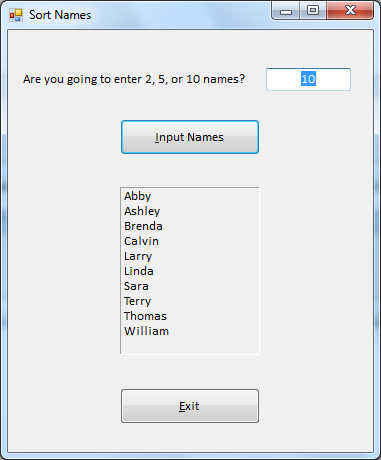 Sort Names
Are you going to enter 2, 5, or 10 names? 10
Input Names
Abby
Ashley
Brenda
Calvin
Larry
Linda
Sara
Terry
Thomas
William
Exit